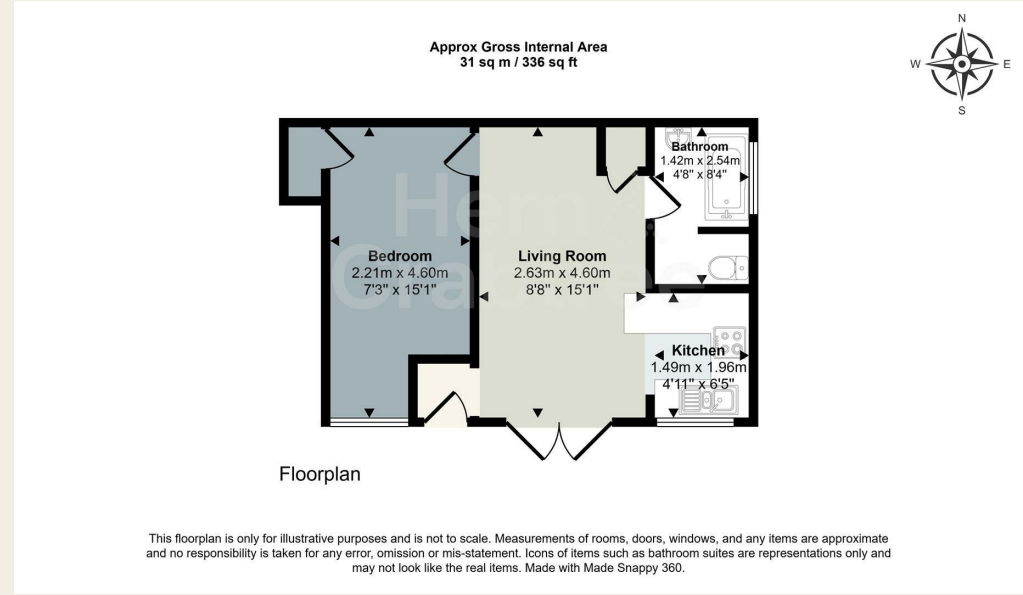 Approx Gross Internal Area
31 sq m / 336 sq ft
N
W
E
S
Bathroom
1.42m x 2.54m
4'8" x 8'4"
Bedroom
2.21m x 4.60m
7'3" x 15'1"
Living Room
2.63m x 4.60m
8'8" x 15'1"
Kitchen
1.49m x 1.96m
4'11" x 6'5"
Hern
Crabtree
Floorplan
This floorplan is only for illustrative purposes and is not to scale. Measurements of rooms, doors, windows, and any items are approximate
and no responsibility is taken for any error, omission or mis-statement. Icons of items such as bathroom suites are representations only and
may not look like the real items. Made with Made Snappy 360.